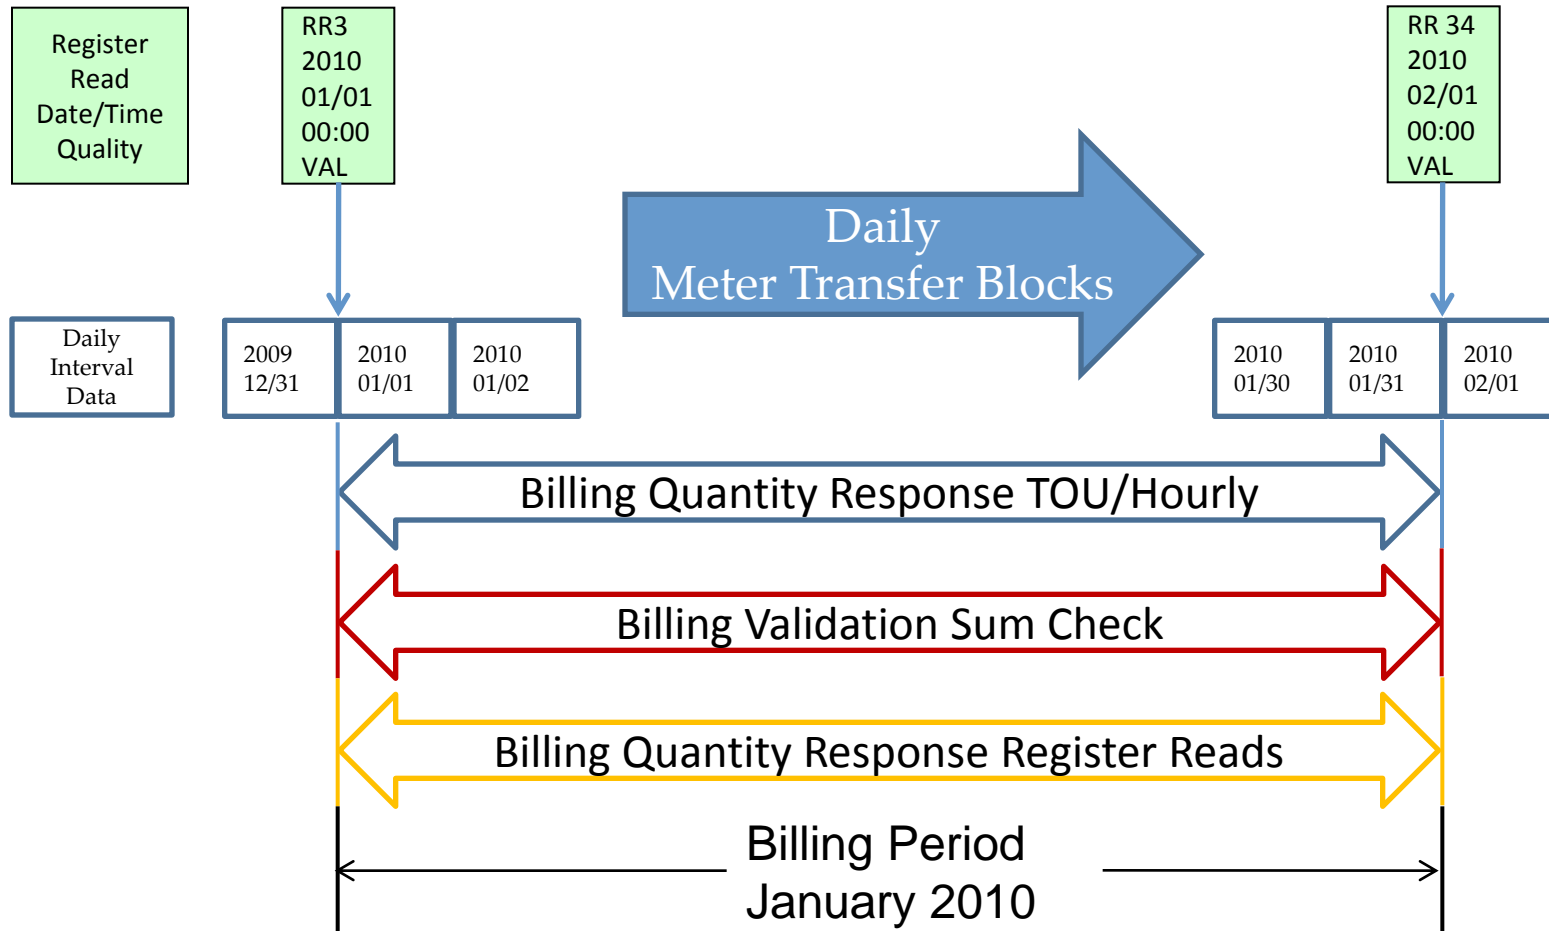 Register
Read
Date/Time
Quality
RR3
2010
01/01
00:00
VAL
RR 34
2010
02/01
00:00
VAL
Daily
Meter Transfer Blocks
Daily
Interval
Data
2009
12/31
2010
01/01
2010
01/02
2010
01/30
2010
01/31
2010
02/01
Billing Quantity Response TOU/Hourly
Billing Validation Sum Check
Billing Quantity Response Register Reads
Billing Period
January 2010